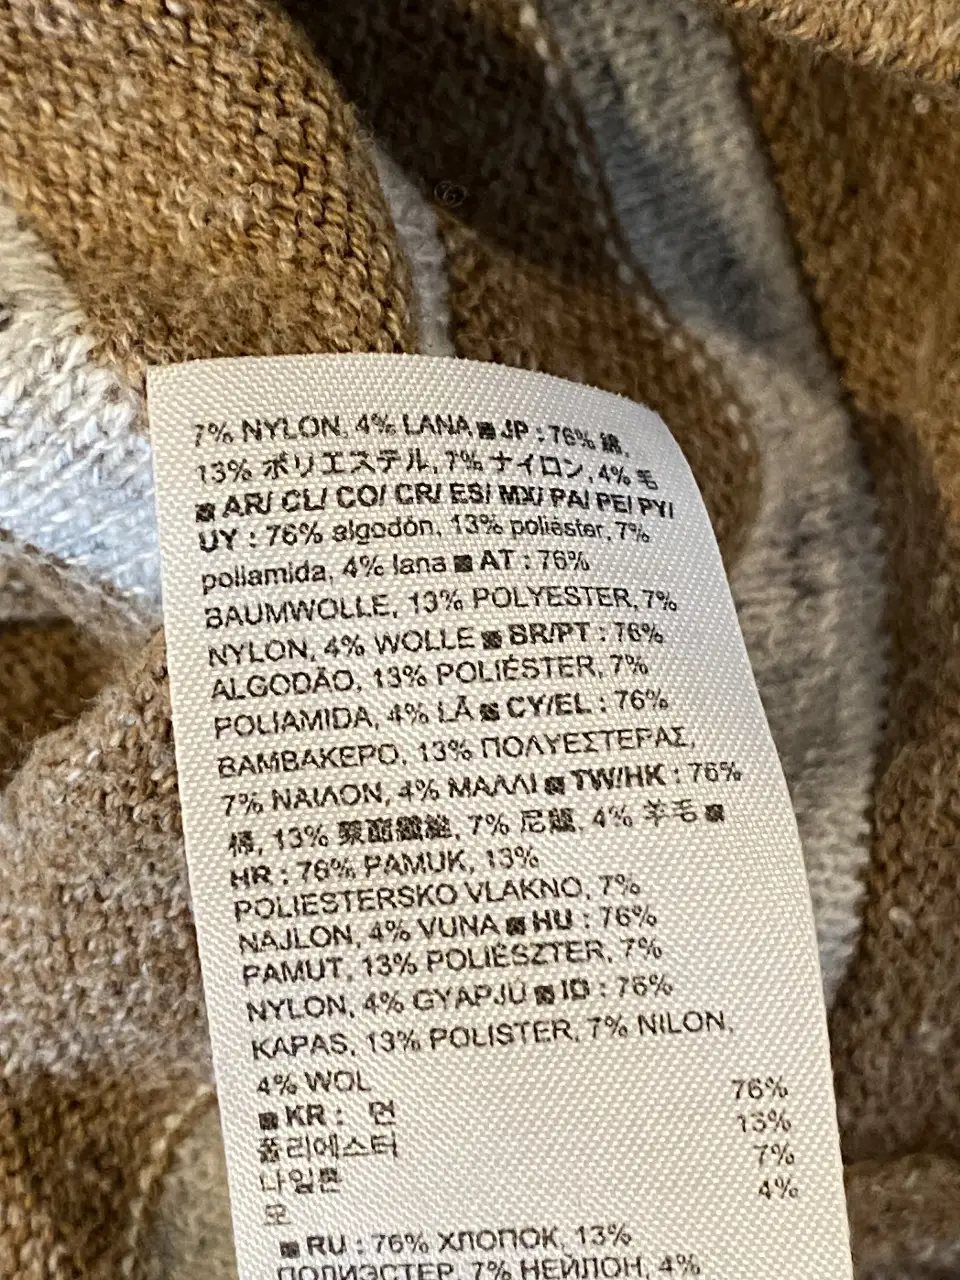 7% NYLON, 4% LANA ■ JP : 76% 綿,
13% ポリエステル, 7% ナイロン, 4% 毛
■ AR/ CL/ CO/ CR/ ES/ MX/ PA/ PE/ PY/
UY : 76% algodón, 13% poliéster, 7%
poliamida, 4% lana ■ AT : 76%
BAUMWOLLE, 13% POLYESTER, 7%
NYLON, 4% WOLLE ■ BR/PT : 76%
ALGODÃO, 13% POLIÉSTER, 7%
POLIAMIDA, 4% LÃ ■ CY/EL : 76%
ΒΑΜΒΑΚΕΡΟ, 13% ΠΟΛΥΕΣΤΕΡΑΣ,
7% ΝΑΙΛΟΝ, 4% ΜΑΛΛΙ ■ TW/HK : 76%
棉, 13% 聚酯纖維, 7% 尼龍, 4% 羊毛 ■
HR : 76% PAMUK, 13%
POLIESTERSKO VLAKNO, 7%
NAJLON, 4% VUNA ■ HU : 76%
PAMUT, 13% POLIÉSZTER, 7%
NYLON, 4% GYAPJÚ ■ ID : 76%
KAPAS, 13% POLISTER, 7% NILON,
4% WOL
■ KR : 면 76%
폴리에스터 13%
나일론 7%
모 4%
■ RU : 76% ХЛОПОК, 13%
ПОЛИЭСТЕР, 7% НЕЙЛОН, 4%